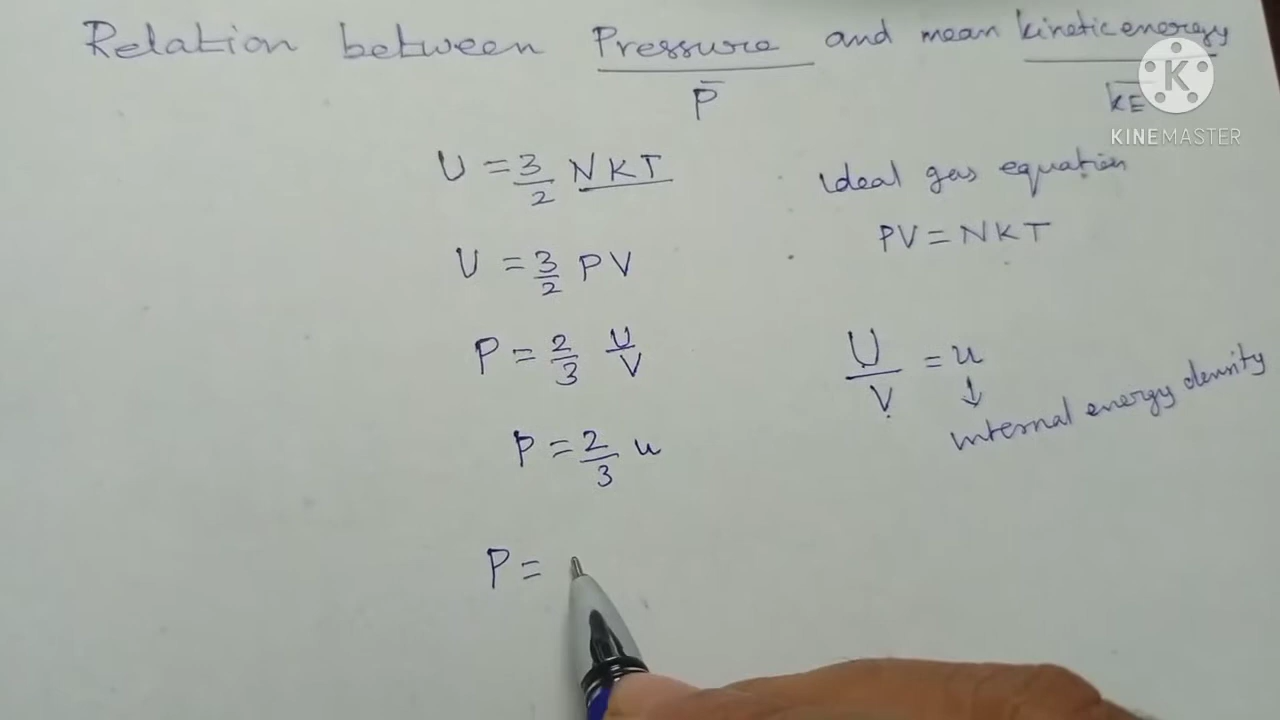 Relation between Pressure and mean kinetic energy
P̄
K̄Ē
KINEMASTER
U = 3/2 NKT
Ideal gas equation
PV = NKT
U = 3/2 PV
P = 2/3 U/V
U/V = u
↓
internal energy density
P = 2/3 u
P =